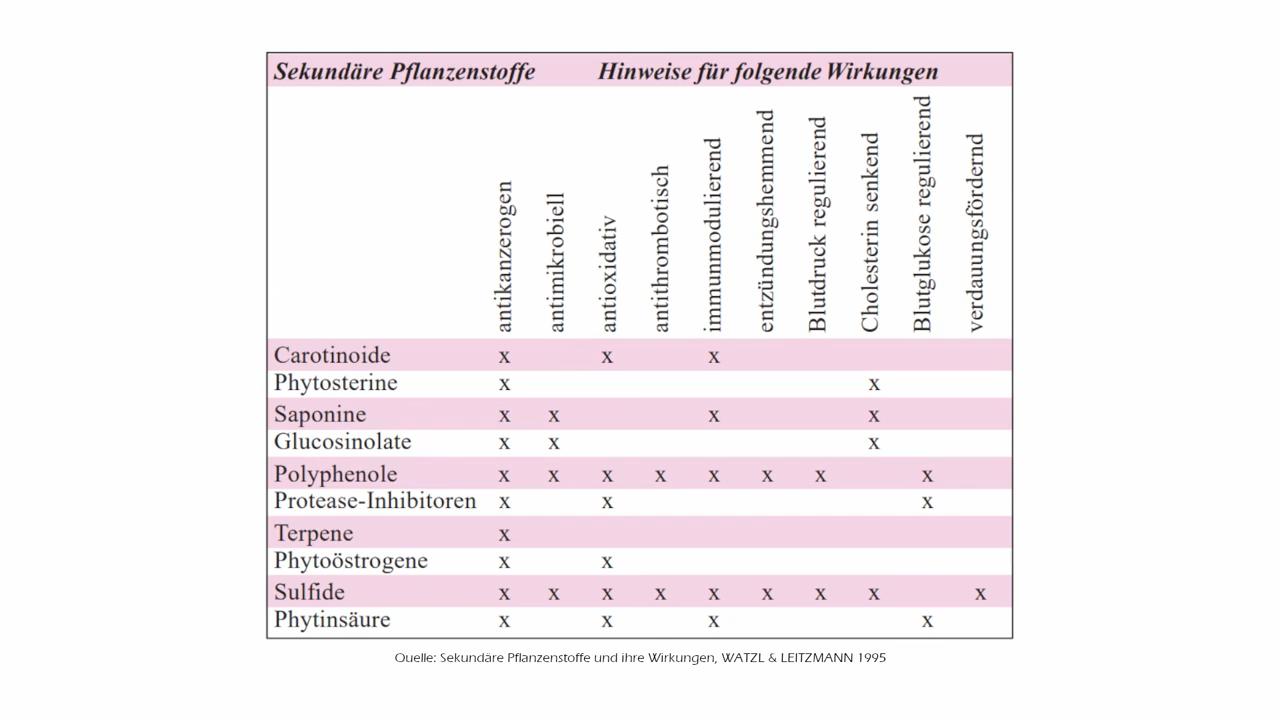 Sekundäre Pflanzenstoffe Hinweise für folgende Wirkungen
antikanzerogen
antimikrobiell
antioxidativ
antithrombotisch
immunmodulierend
entzündungshemmend
Blutdruck regulierend
Cholesterin senkend
Blutglukose regulierend
verdauungsfördernd
Carotinoide x x x
Phytosterine x x
Saponine x x x x
Glucosinolate x x x
Polyphenole x x x x x x x x
Protease-Inhibitoren x x x
Terpene x
Phytoöstrogene x x
Sulfide x x x x x x x x x
Phytinsäure x x x x
Quelle: Sekundäre Pflanzenstoffe und ihre Wirkungen, WATZL & LEITZMANN 1995